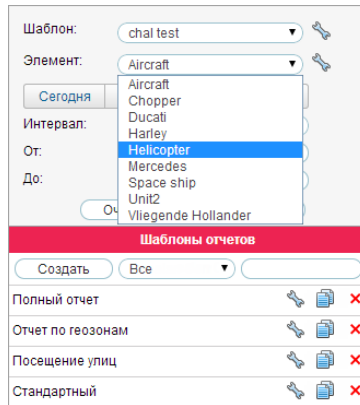 Шаблон: chal test
Элемент: Aircraft
Aircraft
Сегодня
Chopper
Ducati
Интервал:
Harley
От:
Helicopter
Mercedes
До:
Space ship
Unit2
Vliegende Hollander
Шаблоны отчетов
Создать Все
Полный отчет
Отчет по геозонам
Посещение улиц
Стандартный